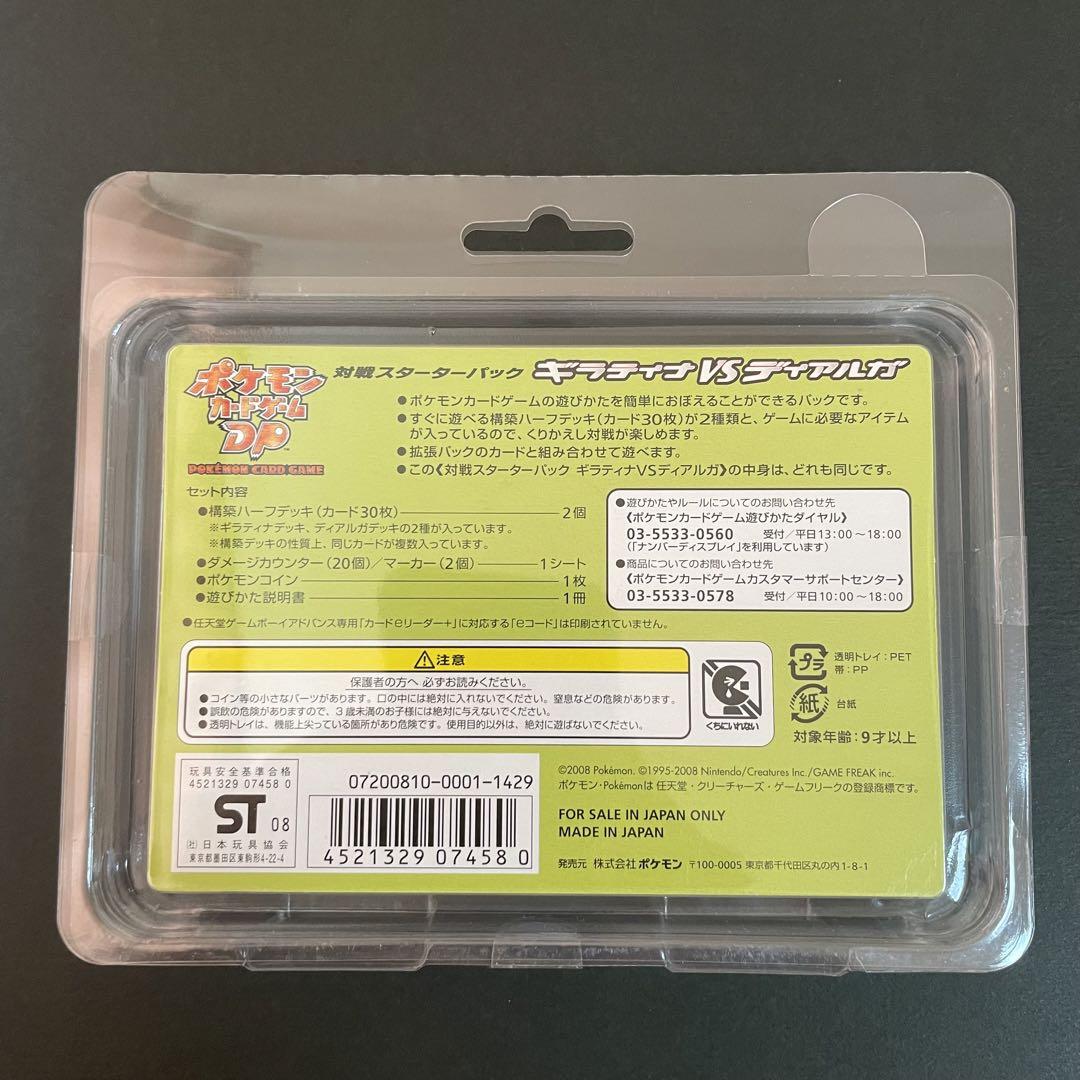 ポケモン
カードゲーム
DP
POKÉMON CARD GAME
対戦スターターパック ギラティナVSディアルガ
●ポケモンカードゲームの遊びかたを簡単におぼえることができるパックです。
●すぐに遊べる構築ハーフデッキ(カード30枚)が2種類と、ゲームに必要なアイテム
が入っているので、くりかえし対戦が楽しめます。
●拡張パックのカードと組み合わせて遊べます。
●この《対戦スターターパック ギラティナVSディアルガ》の中身は、どれも同じです。
セット内容
●構築ハーフデッキ(カード30枚) 2個
※ギラティナデッキ、ディアルガデッキの2種が入っています。
※構築デッキの性質上、同じカードが複数入っています。
●ダメージカウンター(20個)/マーカー(2個) 1シート
●ポケモンコイン 1枚
●遊びかた説明書 1冊
●任天堂ゲームボーイアドバンス専用「カードeリーダー+」に対応する「eコード」は印刷されていません。
●遊びかたやルールについてのお問い合わせ先
《ポケモンカードゲーム遊びかたダイヤル》
03-5533-0560 受付/平日13:00~18:00
(「ナンバーディスプレイ」を利用しています)
●商品についてのお問い合わせ先
《ポケモンカードゲームカスタマーサポートセンター》
03-5533-0578 受付/平日10:00~18:00
注意
保護者の方へ 必ずお読みください。
●コイン等の小さなパーツがあります。口の中には絶対に入れないでください。窒息などの危険があります。
●誤飲の危険がありますので、3歳未満のお子様には絶対に与えないでください。
●透明トレイは、機能上尖っている箇所があり危険です。使用目的以外は、絶対に遊ばないでください。
くちにいれない
プラ
透明トレイ:PET
帯:PP
紙
台紙
対象年齢:9才以上
玩具安全基準合格
4521329 07458 0
ST 08
(社)日本玩具協会
東京都墨田区東駒形4-22-4
07200810-0001-1429
4 521329 074580
©2008 Pokémon. ©1995-2008 Nintendo/Creatures Inc./GAME FREAK inc.
ポケモン・Pokémonは 任天堂・クリーチャーズ・ゲームフリークの登録商標です。
FOR SALE IN JAPAN ONLY
MADE IN JAPAN
発売元 株式会社 ポケモン 〒100-0005 東京都千代田区丸の内1-8-1